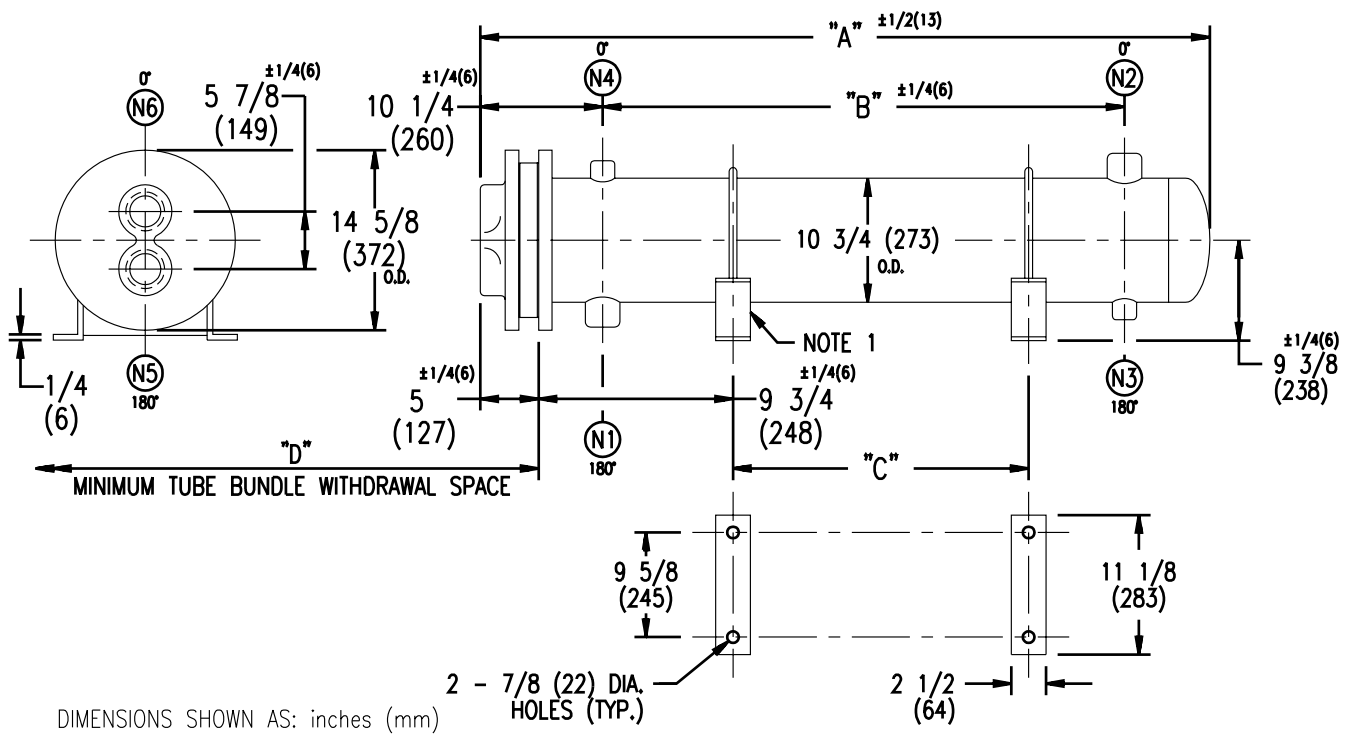 "A" ±1/2(13)
0°
N6
±1/4(6)
5 7/8
(149)
±1/4(6)
10 1/4
(260)
0°
N4
"B" ±1/4(6)
0°
N2
14 5/8
(372)
O.D.
10 3/4 (273)
O.D.
NOTE 1
±1/4(6)
9 3/8
(238)
1/4
(6)
N5
180°
±1/4(6)
5
(127)
±1/4(6)
9 3/4
(248)
N1
180°
N3
180°
"D"
MINIMUM TUBE BUNDLE WITHDRAWAL SPACE
"C"
9 5/8
(245)
11 1/8
(283)
2 - 7/8 (22) DIA.
HOLES (TYP.)
2 1/2
(64)
DIMENSIONS SHOWN AS: inches (mm)